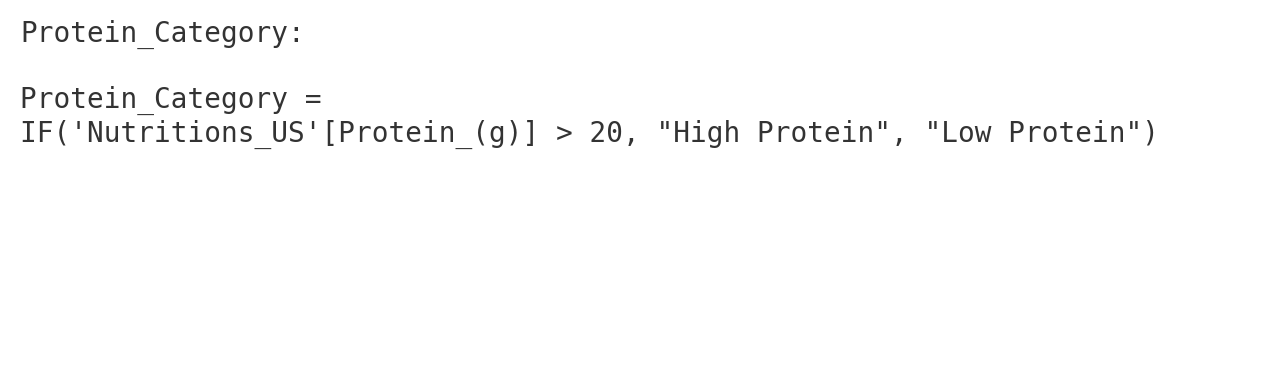 Protein_Category:
Protein_Category =
IF('Nutritions_US'[Protein_(g)] > 20, "High Protein", "Low Protein")